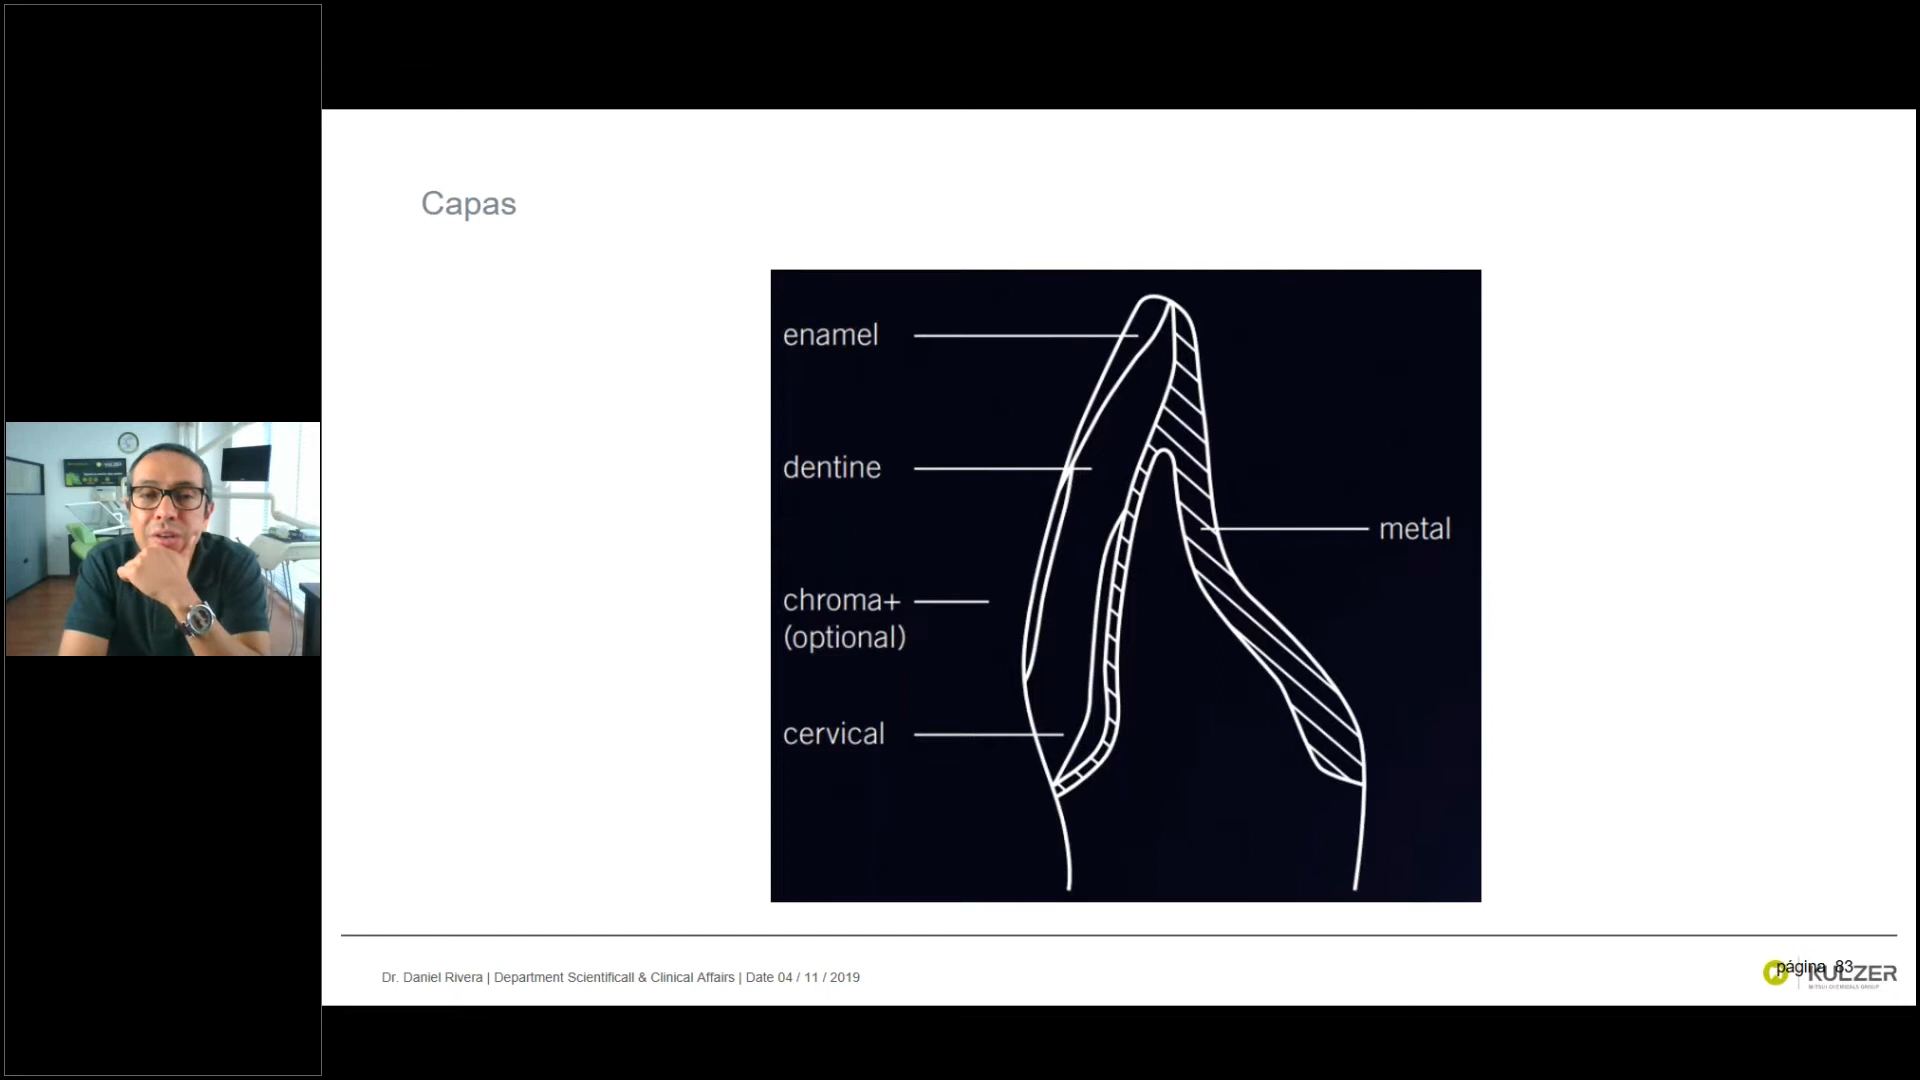 Capas
enamel
dentine
chroma+
(optional)
cervical
metal
Dr. Daniel Rivera | Department Scientificall & Clinical Affairs | Date 04 / 11 / 2019
página 83
KULZER
MITSUI CHEMICALS GROUP
KULZER